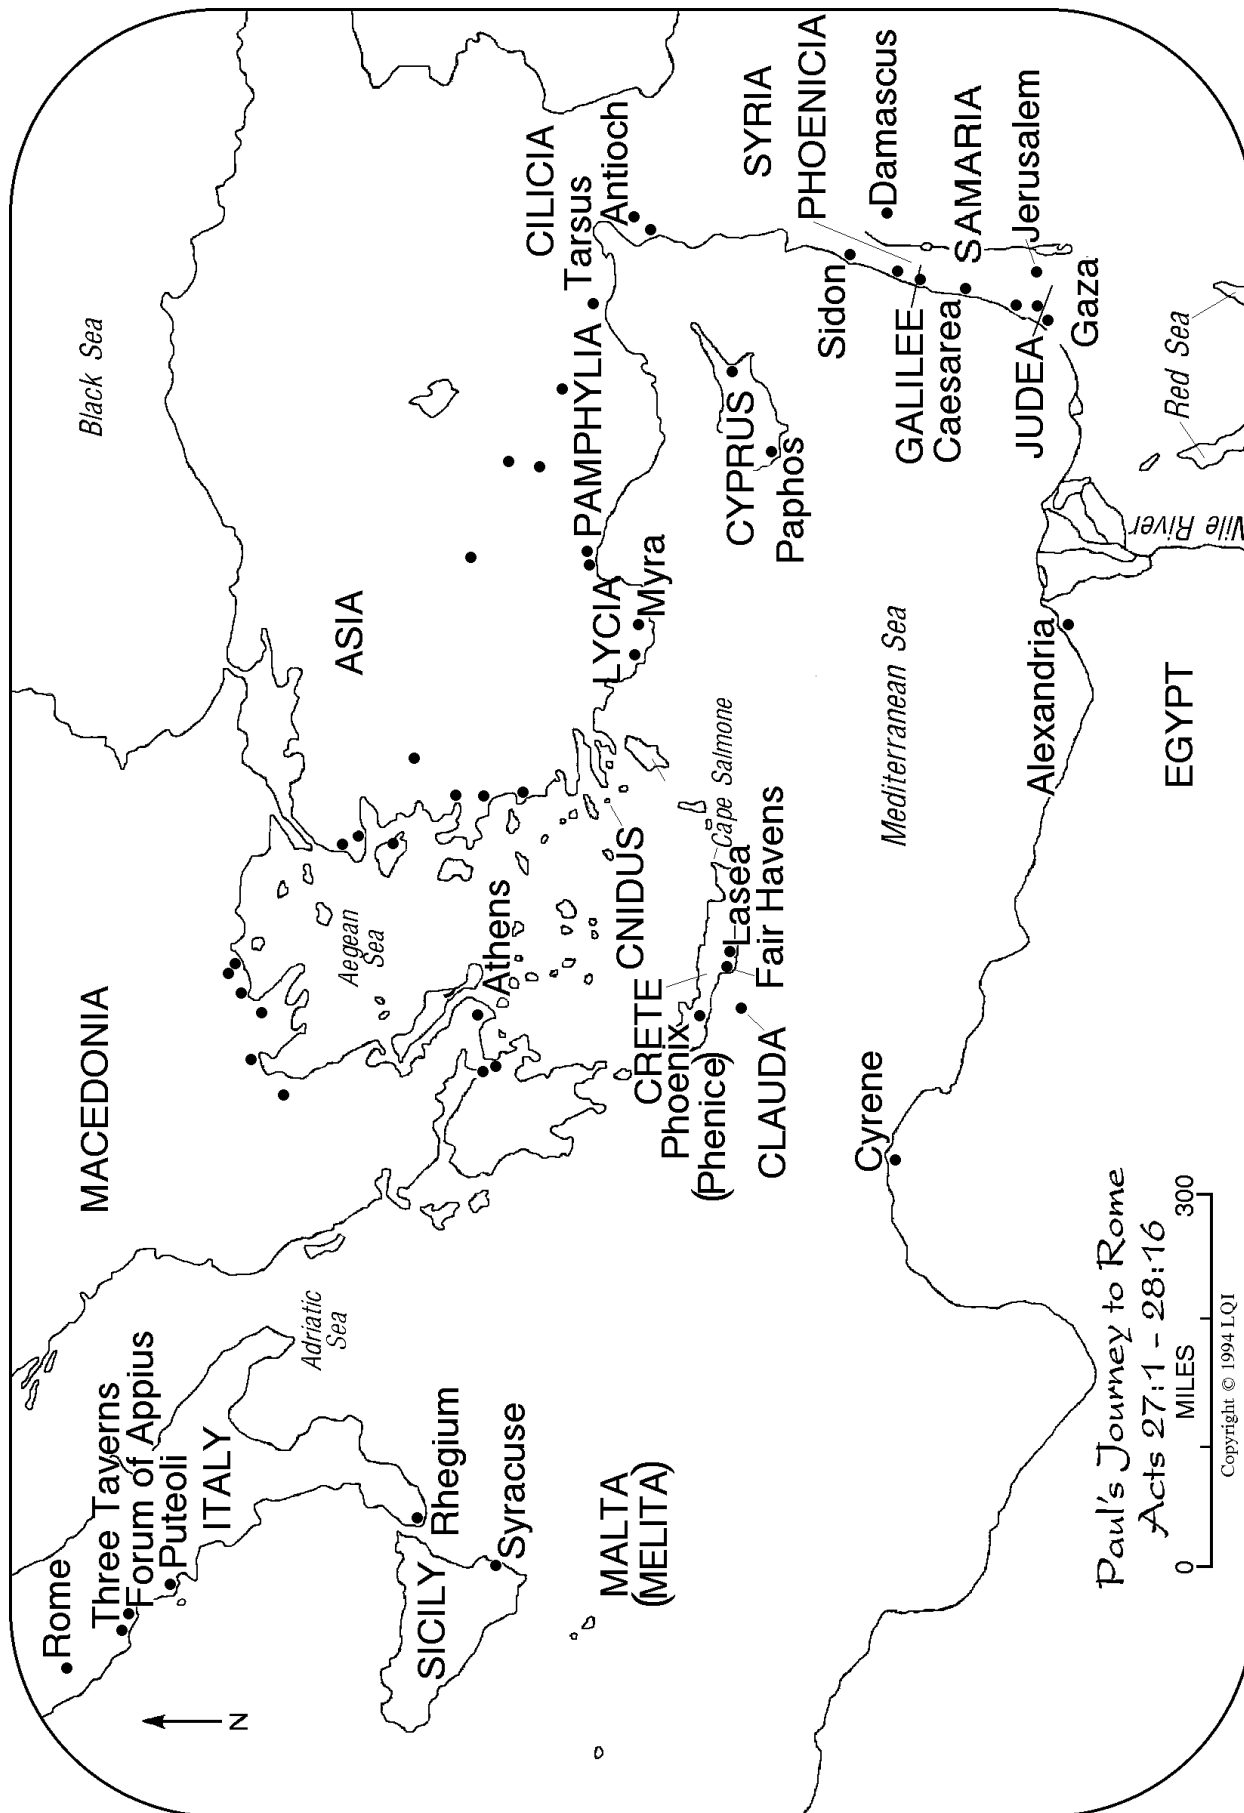 Black Sea
MACEDONIA
Rome
Three Taverns
Forum of Appius
Puteoli
ITALY
Adriatic
Sea
Aegean
Sea
ASIA
Athens
Rhegium
SICILY
Syracuse
MALTA
(MELITA)
CILICIA
Tarsus
Antioch
PAMPHYLIA
LYCIA
Myra
CNIDUS
CRETE
Phoenix
(Phenice)
CLAUDA
Cape Salmone
Lasea
Fair Havens
CYPRUS
Paphos
SYRIA
PHOENICIA
Damascus
Sidon
GALILEE
Caesarea
SAMARIA
JUDEA
Jerusalem
Gaza
Mediterranean Sea
Cyrene
Alexandria
EGYPT
Nile River
Red Sea
Paul's Journey to Rome
Acts 27:1 - 28:16
0 MILES 300
Copyright © 1994 LQI
N